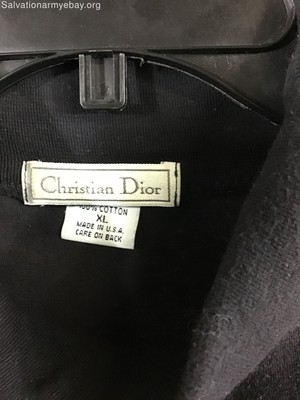 Salvationarmyebay.org
Christian Dior
100% COTTON
XL
MADE IN U.S.A.
CARE ON BACK